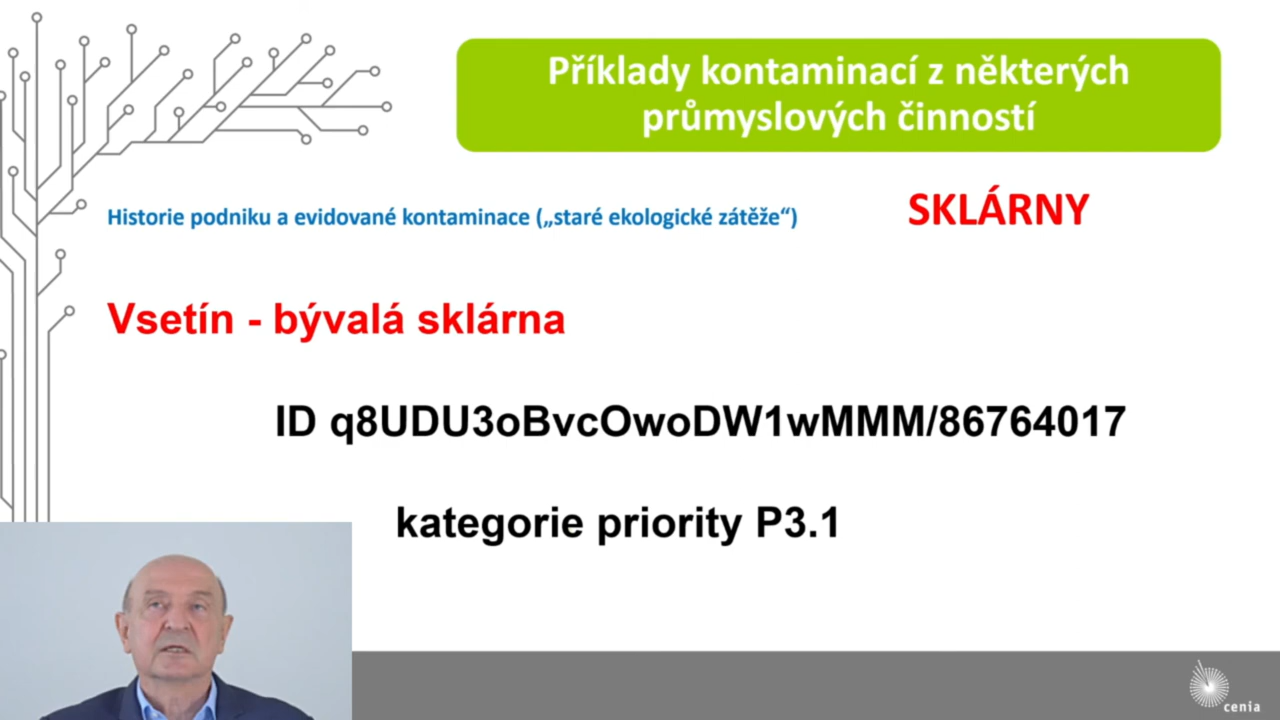 Příklady kontaminací z některých
průmyslových činností
Historie podniku a evidované kontaminace („staré ekologické zátěže“)
SKLÁRNY
Vsetín - bývalá sklárna
ID q8UDU3oBvcOwoDW1wMMM/86764017
kategorie priority P3.1
cenia